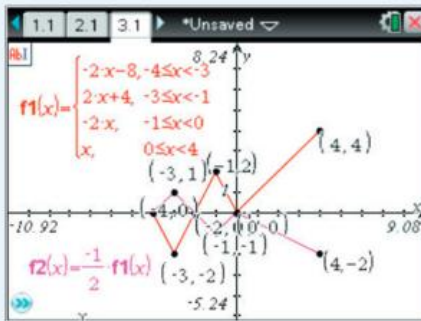 1.1 2.1 3.1 *Unsaved
8.24 y
-2·x-8, -4≤x<-3
2·x+4, -3≤x<-1
f1(x)= -2·x, -1≤x<0
x, 0≤x<4
(4,4)
(-3,1) (-1,2)
1
(-4,0) (-2,0) (0,0) x
-10.92 9.08
(-1,-1)
f2(x)=-1/2·f1(x)
(-3,-2) (4,-2)
-5.24